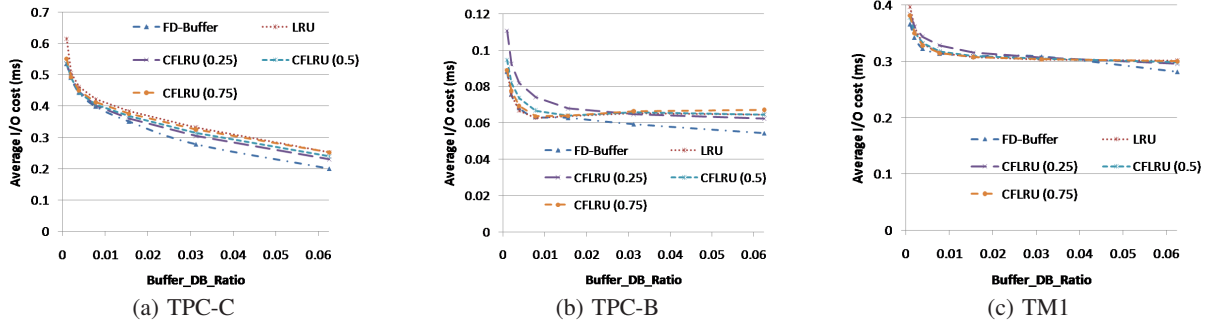 Average I/O cost (ms)
0.7
0.6
0.5
0.4
0.3
0.2
0.1
0
FD-Buffer
LRU
CFLRU (0.25)
CFLRU (0.5)
CFLRU (0.75)
0 0.01 0.02 0.03 0.04 0.05 0.06
Buffer_DB_Ratio
(a) TPC-C
Average I/O cost (ms)
0.12
0.1
0.08
0.06
0.04
0.02
0
FD-Buffer
LRU
CFLRU (0.25)
CFLRU (0.5)
CFLRU (0.75)
0 0.01 0.02 0.03 0.04 0.05 0.06
Buffer_DB_Ratio
(b) TPC-B
Average I/O cost (ms)
0.4
0.3
0.3
FD-Buffer
LRU
CFLRU (0.25)
CFLRU (0.5)
CFLRU (0.75)
0 0.01 0.02 0.03 0.04 0.05 0.06
Buffer_DB_Ratio
(c) TM1